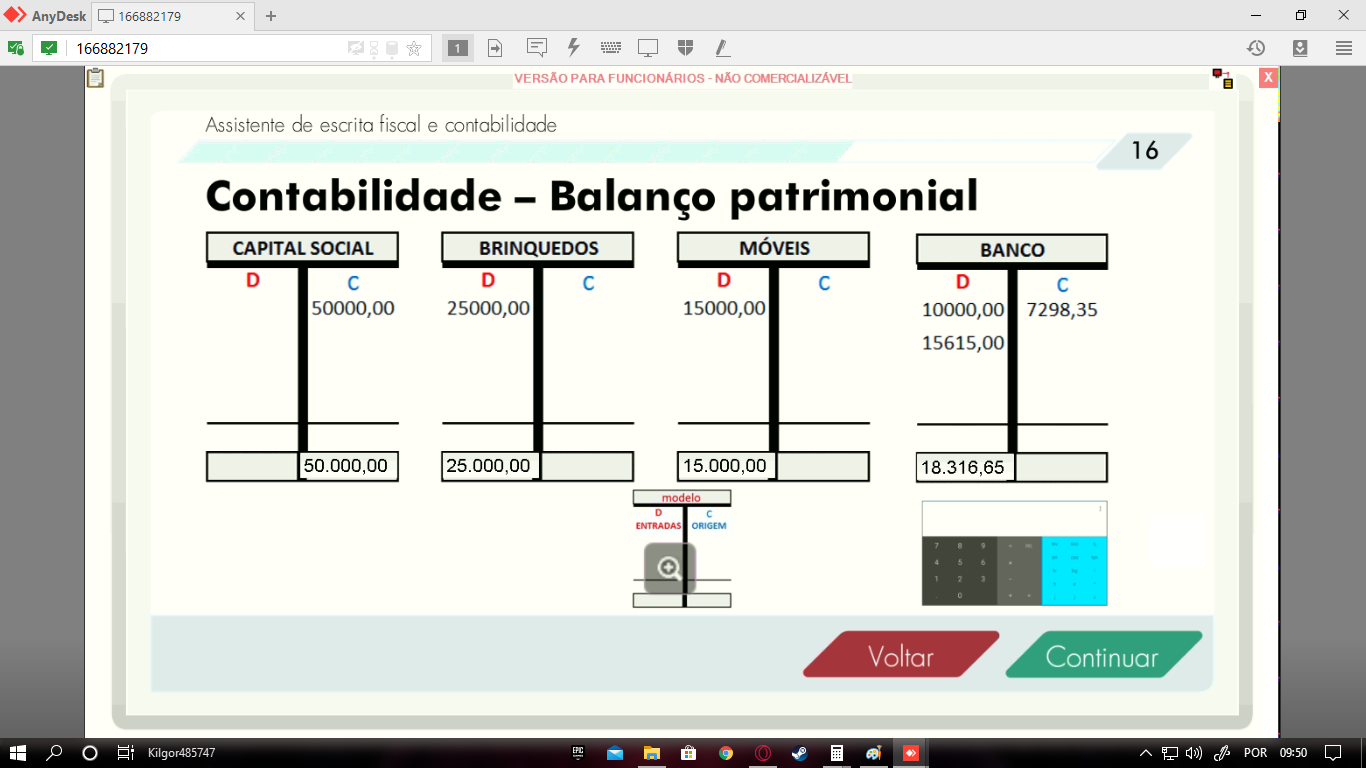 AnyDesk
166882179
166882179
1
VERSÃO PARA FUNCIONÁRIOS - NÃO COMERCIALIZÁVEL
X
Assistente de escrita fiscal e contabilidade
16
Contabilidade – Balanço patrimonial
CAPITAL SOCIAL
D C
50000,00
50.000,00
BRINQUEDOS
D C
25000,00
25.000,00
MÓVEIS
D C
15000,00
15.000,00
BANCO
D C
10000,00 7298,35
15615,00
18.316,65
modelo
D C
ENTRADAS ORIGEM
7 8 9
4 5 6
1 2 3
. 0
Voltar
Continuar
Kilgor485747
EPIC
POR
09:50